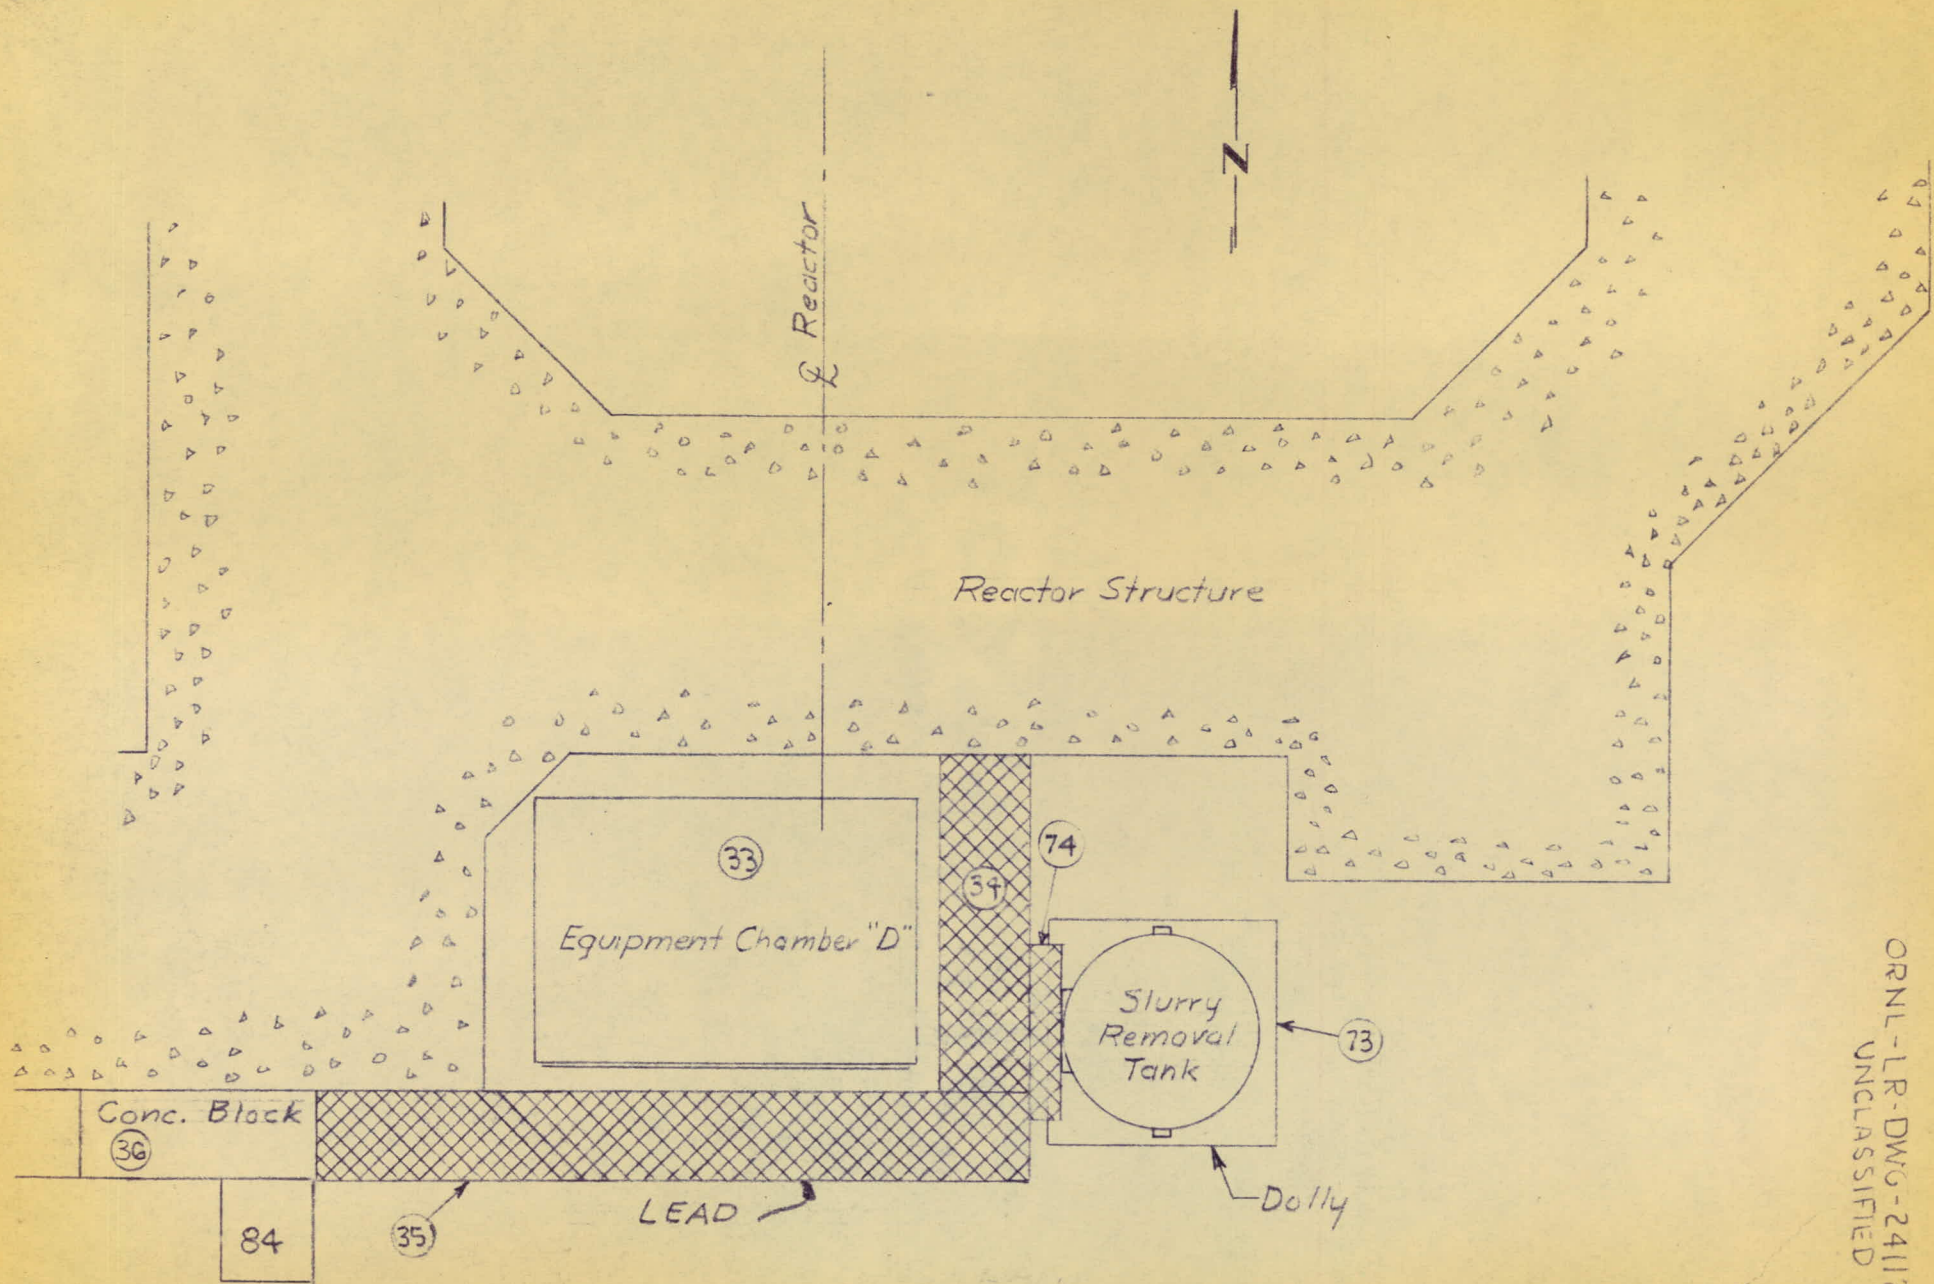 N
℄ Reactor
Reactor Structure
33
34
74
Equipment Chamber "D"
Slurry
Removal
Tank
73
Conc. Block
36
84
35
LEAD
Dolly
ORNL-LR-DWG-2411
UNCLASSIFIED